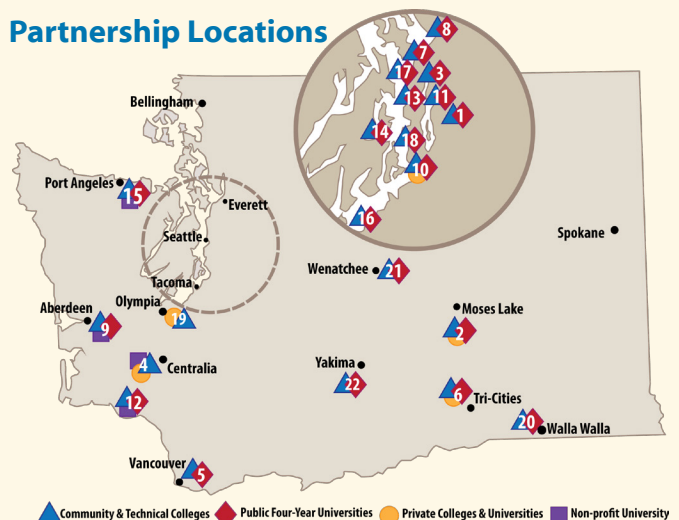 Partnership Locations
8
7
17
3
13
11
1
14
18
10
16
Bellingham
Port Angeles
15
Everett
Seattle
Spokane
Wenatchee
21
Tacoma
Olympia
19
Aberdeen
9
Moses Lake
2
4
Centralia
Yakima
22
12
6
Tri-Cities
20
Walla Walla
Vancouver
5
Community & Technical Colleges
Public Four-Year Universities
Private Colleges & Universities
Non-profit University